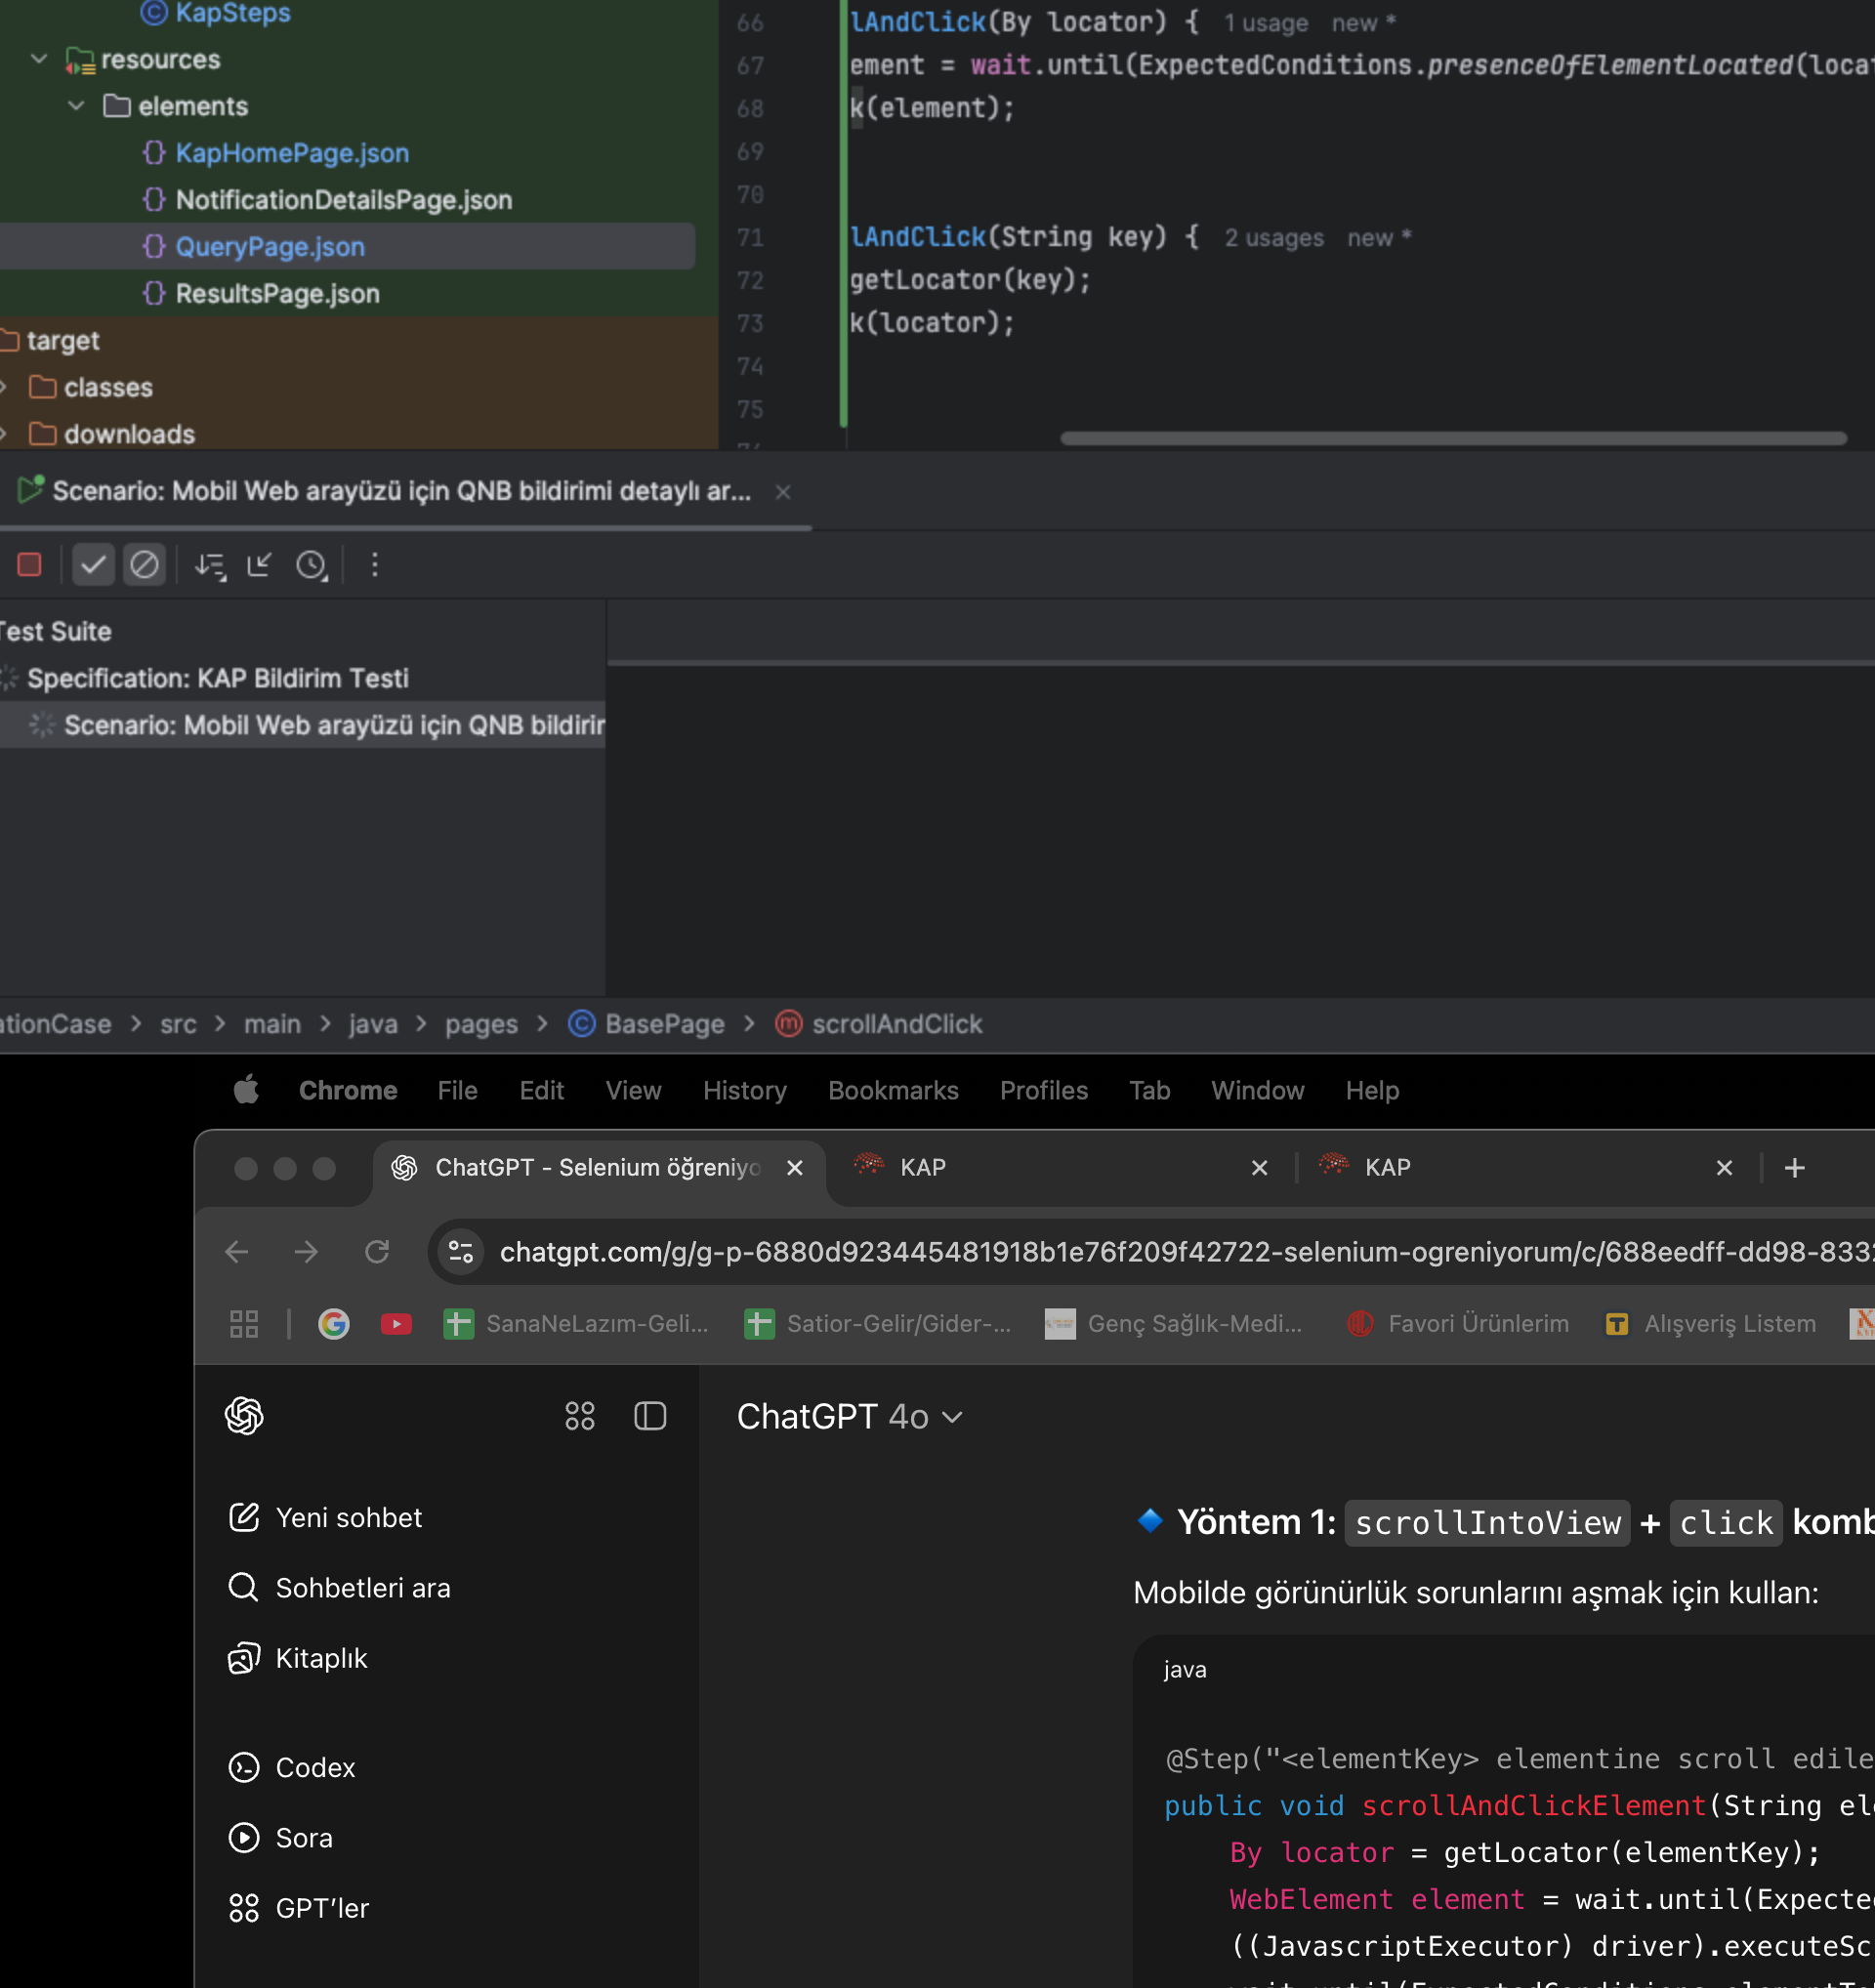 KapSteps
resources
elements
KapHomePage.json
NotificationDetailsPage.json
QueryPage.json
ResultsPage.json
target
classes
downloads
66 lAndClick(By locator) { 1 usage new *
67 ement = wait.until(ExpectedConditions.presenceOfElementLocated(locat
68 k(element);
69
70
71 lAndClick(String key) { 2 usages new *
72 getLocator(key);
73 k(locator);
74
75
Scenario: Mobil Web arayüzü için QNB bildirimi detaylı ar...
Test Suite
Specification: KAP Bildirim Testi
Scenario: Mobil Web arayüzü için QNB bildirir
ationCase > src > main > java > pages > BasePage > scrollAndClick
Chrome File Edit View History Bookmarks Profiles Tab Window Help
ChatGPT - Selenium öğreniyo KAP KAP
chatgpt.com/g/g-p-6880d923445481918b1e76f209f42722-selenium-ogreniyorum/c/688eedff-dd98-833
SanaNeLazım-Geli... Satior-Gelir/Gider-... Genç Sağlık-Medi... Favori Ürünlerim Alışveriş Listem
ChatGPT 4o
Yeni sohbet
Sohbetleri ara
Kitaplık
Codex
Sora
GPT'ler
Yöntem 1: scrollIntoView + click komb
Mobilde görünürlük sorunlarını aşmak için kullan:
java
@Step("<elementKey> elementine scroll edile
public void scrollAndClickElement(String ele
By locator = getLocator(elementKey);
WebElement element = wait.until(Expected
((JavascriptExecutor) driver).executeSc